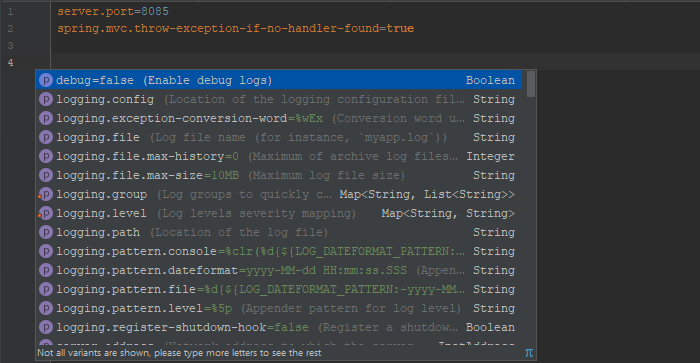 1 server.port=8085
2 spring.mvc.throw-exception-if-no-handler-found=true
3
4
p debug=false (Enable debug logs) Boolean
p logging.config (Location of the logging configuration fil... String
p logging.exception-conversion-word=%wEx (Conversion word u... String
p logging.file (Log file name (for instance, `myapp.log`)) String
p logging.file.max-history=0 (Maximum of archive log files... Integer
p logging.file.max-size=10MB (Maximum log file size) String
p logging.group (Log groups to quickly c... Map<String, List<String>>
p logging.level (Log levels severity mapping) Map<String, String>
p logging.path (Location of the log file) String
p logging.pattern.console=%clr(%d{${LOG_DATEFORMAT_PATTERN:... String
p logging.pattern.dateformat=yyyy-MM-dd HH:mm:ss.SSS (Appen... String
p logging.pattern.file=%d{${LOG_DATEFORMAT_PATTERN:-yyyy-MM... String
p logging.pattern.level=%5p (Appender pattern for log level) String
p logging.register-shutdown-hook=false (Register a shutdow... Boolean
Not all variants are shown, please type more letters to see the rest π